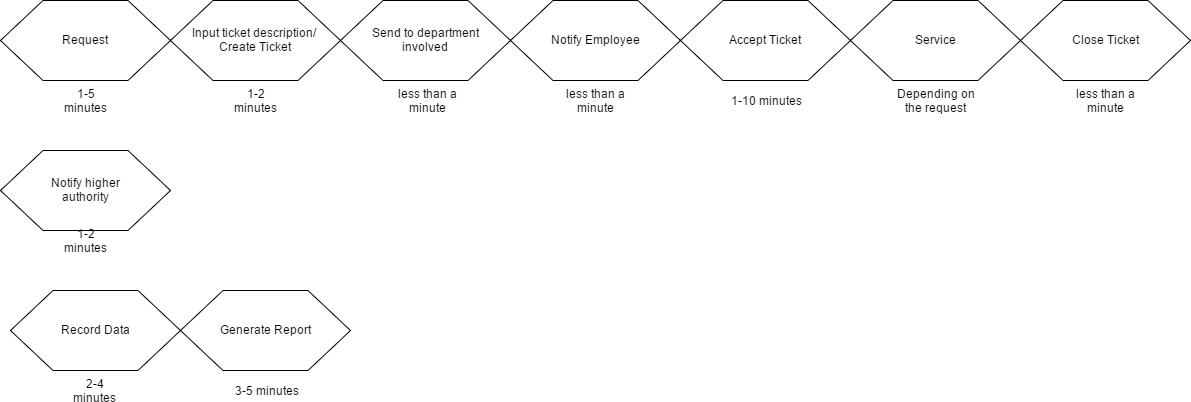 Request
Input ticket description/
Create Ticket
Send to department
involved
Notify Employee
Accept Ticket
Service
Close Ticket
1-5
minutes
1-2
minutes
less than a
minute
less than a
minute
1-10 minutes
Depending on
the request
less than a
minute
Notify higher
authority
1-2
minutes
Record Data
Generate Report
2-4
minutes
3-5 minutes